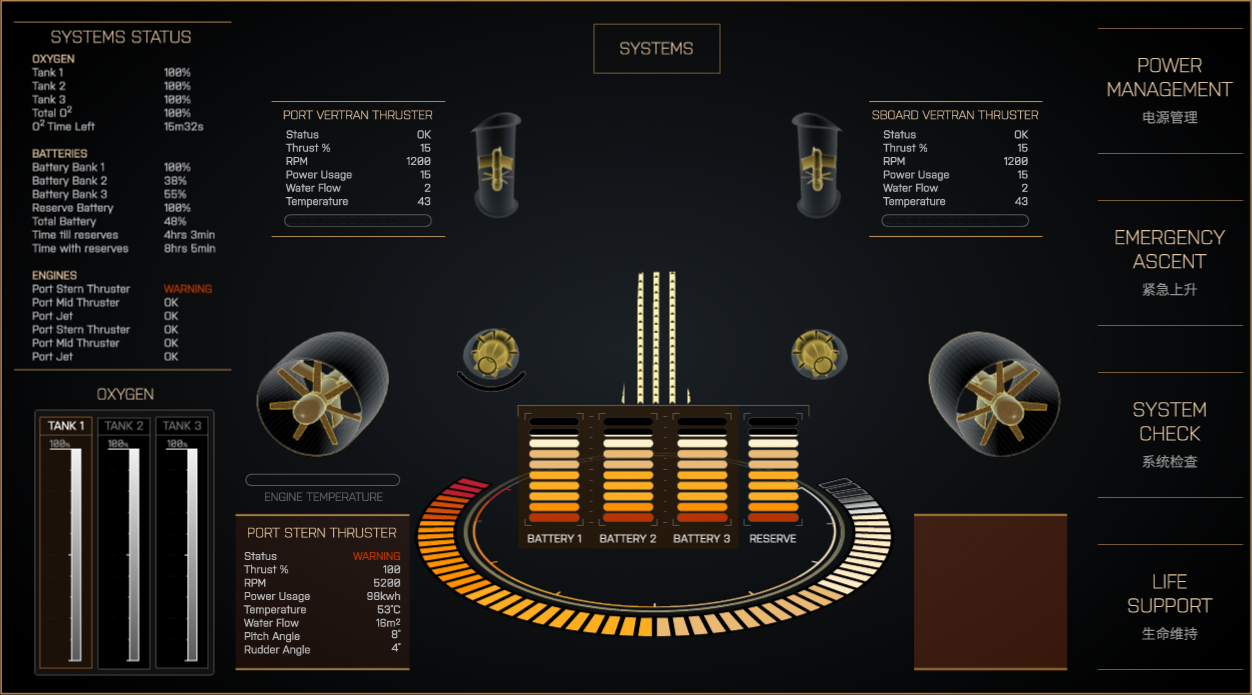 SYSTEMS STATUS
OXYGEN
Tank 1 100%
Tank 2 100%
Tank 3 100%
Total O² 100%
O² Time Left 15m32s
BATTERIES
Battery Bank 1 100%
Battery Bank 2 38%
Battery Bank 3 55%
Reserve Battery 100%
Total Battery 48%
Time till reserves 4hrs 3min
Time with reserves 8hrs 5min
ENGINES
Port Stern Thruster WARNING
Port Mid Thruster OK
Port Jet OK
Port Stern Thruster OK
Port Mid Thruster OK
Port Jet OK
OXYGEN
TANK 1 TANK 2 TANK 3
100% 100% 100%
SYSTEMS
PORT VERTRAN THRUSTER
Status OK
Thrust % 15
RPM 1200
Power Usage 15
Water Flow 2
Temperature 43
SBOARD VERTRAN THRUSTER
Status OK
Thrust % 15
RPM 1200
Power Usage 15
Water Flow 2
Temperature 43
ENGINE TEMPERATURE
PORT STERN THRUSTER
Status WARNING
Thrust % 100
RPM 5200
Power Usage 98kwh
Temperature 53°C
Water Flow 16m²
Pitch Angle 8°
Rudder Angle 4°
BATTERY 1 BATTERY 2 BATTERY 3 RESERVE
POWER
MANAGEMENT
电源管理
EMERGENCY
ASCENT
紧急上升
SYSTEM
CHECK
系统检查
LIFE
SUPPORT
生命维持